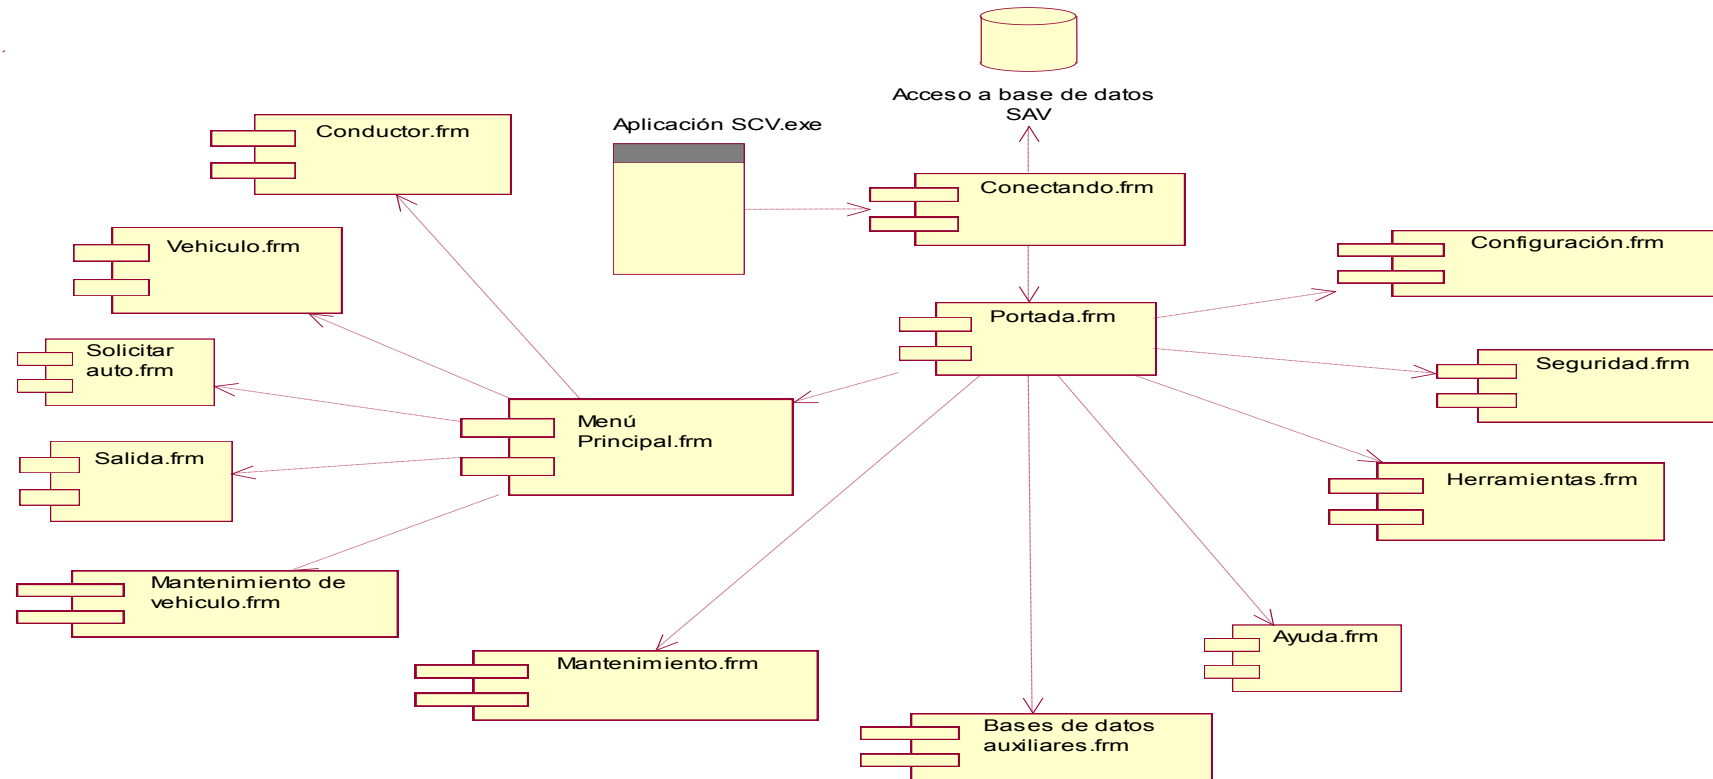 Acceso a base de datos
SAV
Aplicación SCV.exe
Conductor.frm
Conectando.frm
Vehiculo.frm
Configuración.frm
Portada.frm
Solicitar
auto.frm
Seguridad.frm
Menú
Principal.frm
Salida.frm
Herramientas.frm
Mantenimiento de
vehiculo.frm
Ayuda.frm
Mantenimiento.frm
Bases de datos
auxiliares.frm